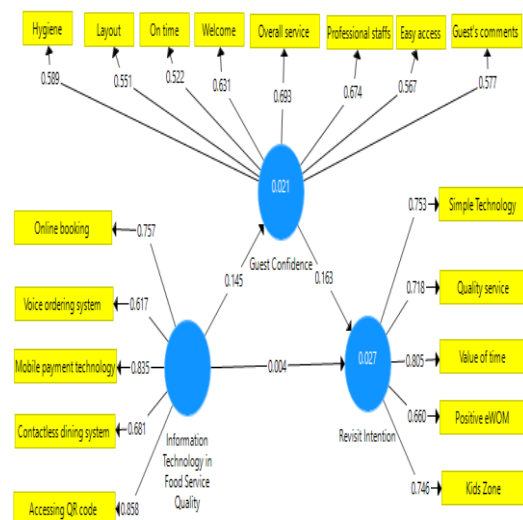 Hygiene
Layout
On time
Welcome
Overall service
Professional staffs
Easy access
Guest's comments
0.589
0.551
0.522
0.631
0.693
0.674
0.567
0.577
0.021
Guest Confidence
Online booking
0.757
Voice ordering system
0.617
Mobile payment technology
0.835
Contactless dining system
0.681
Accessing QR code
0.858
0.145
0.163
0.004
Information
Technology in
Food Service
Quality
0.027
Revisit Intention
0.753
Simple Technology
0.718
Quality service
0.805
Value of time
0.660
Positive eWOM
0.746
Kids Zone